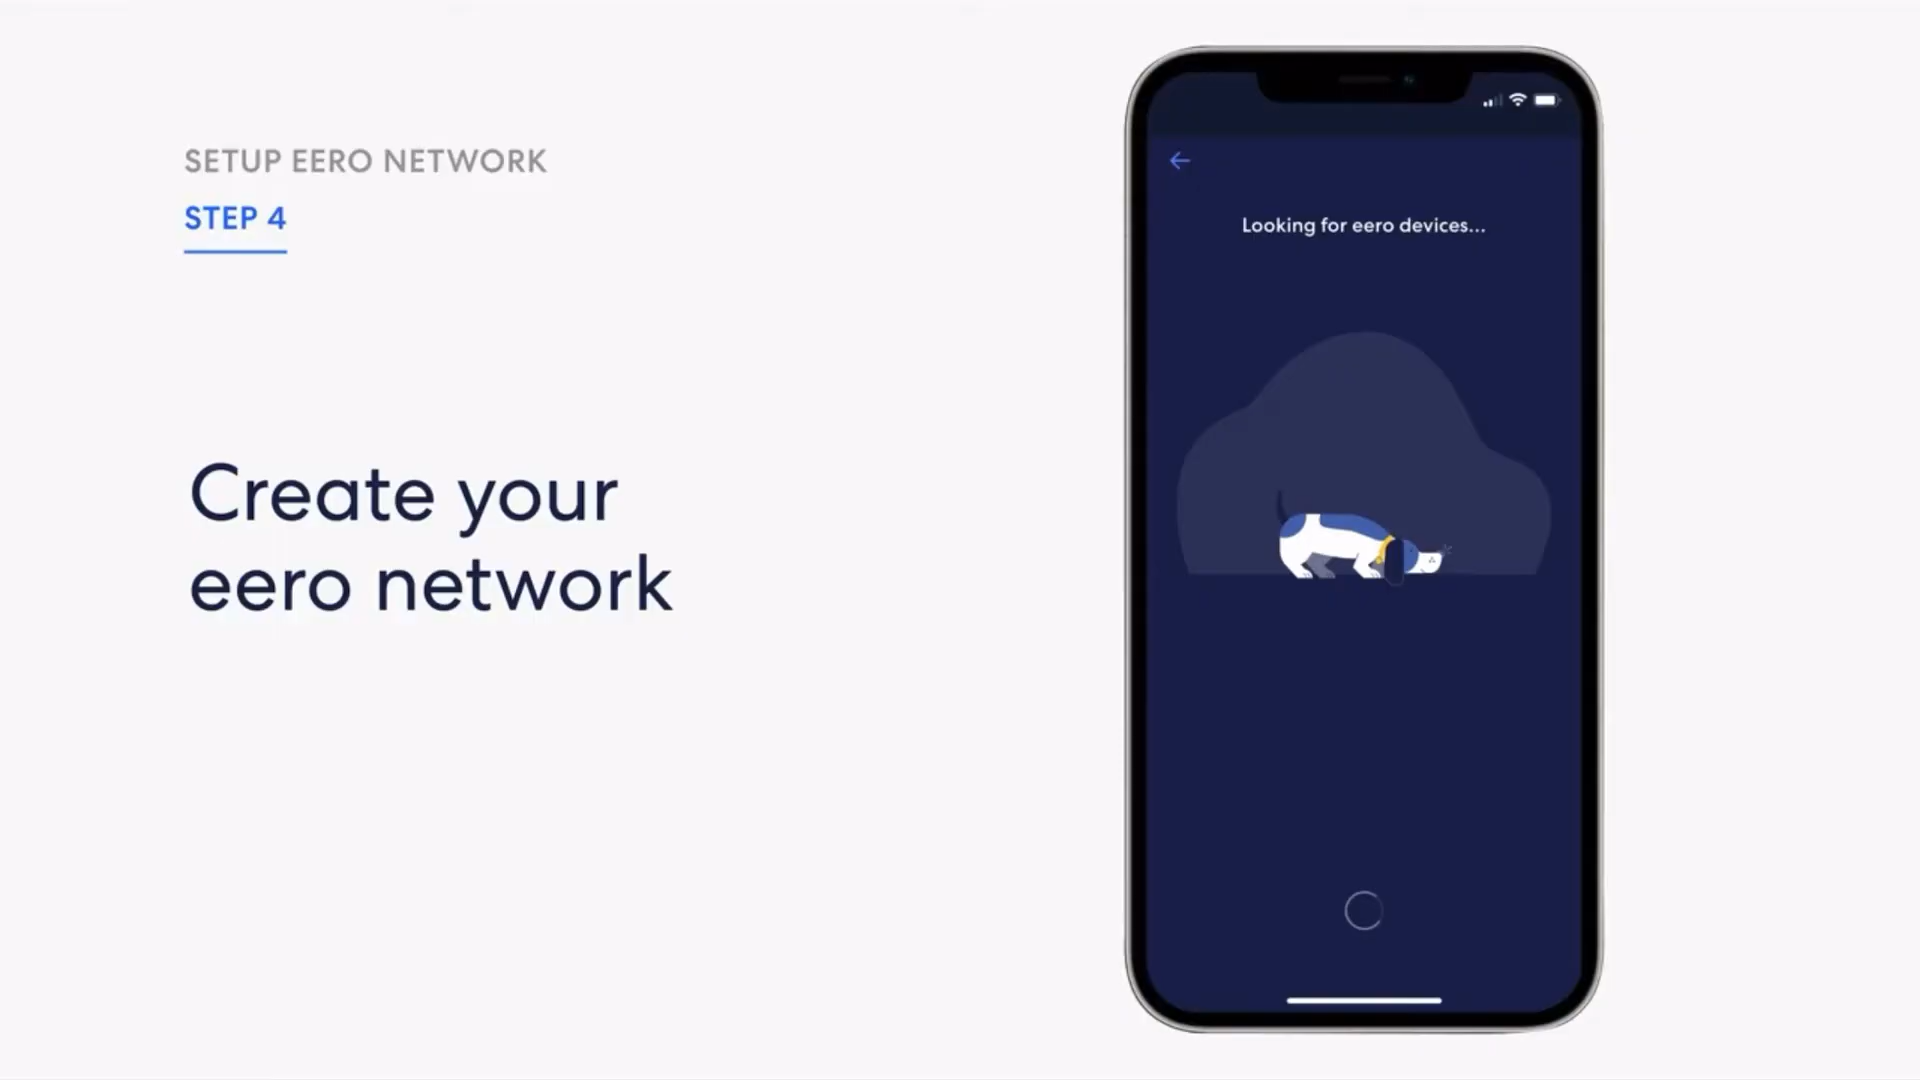 SETUP EERO NETWORK
STEP 4
Create your
eero network
Looking for eero devices...